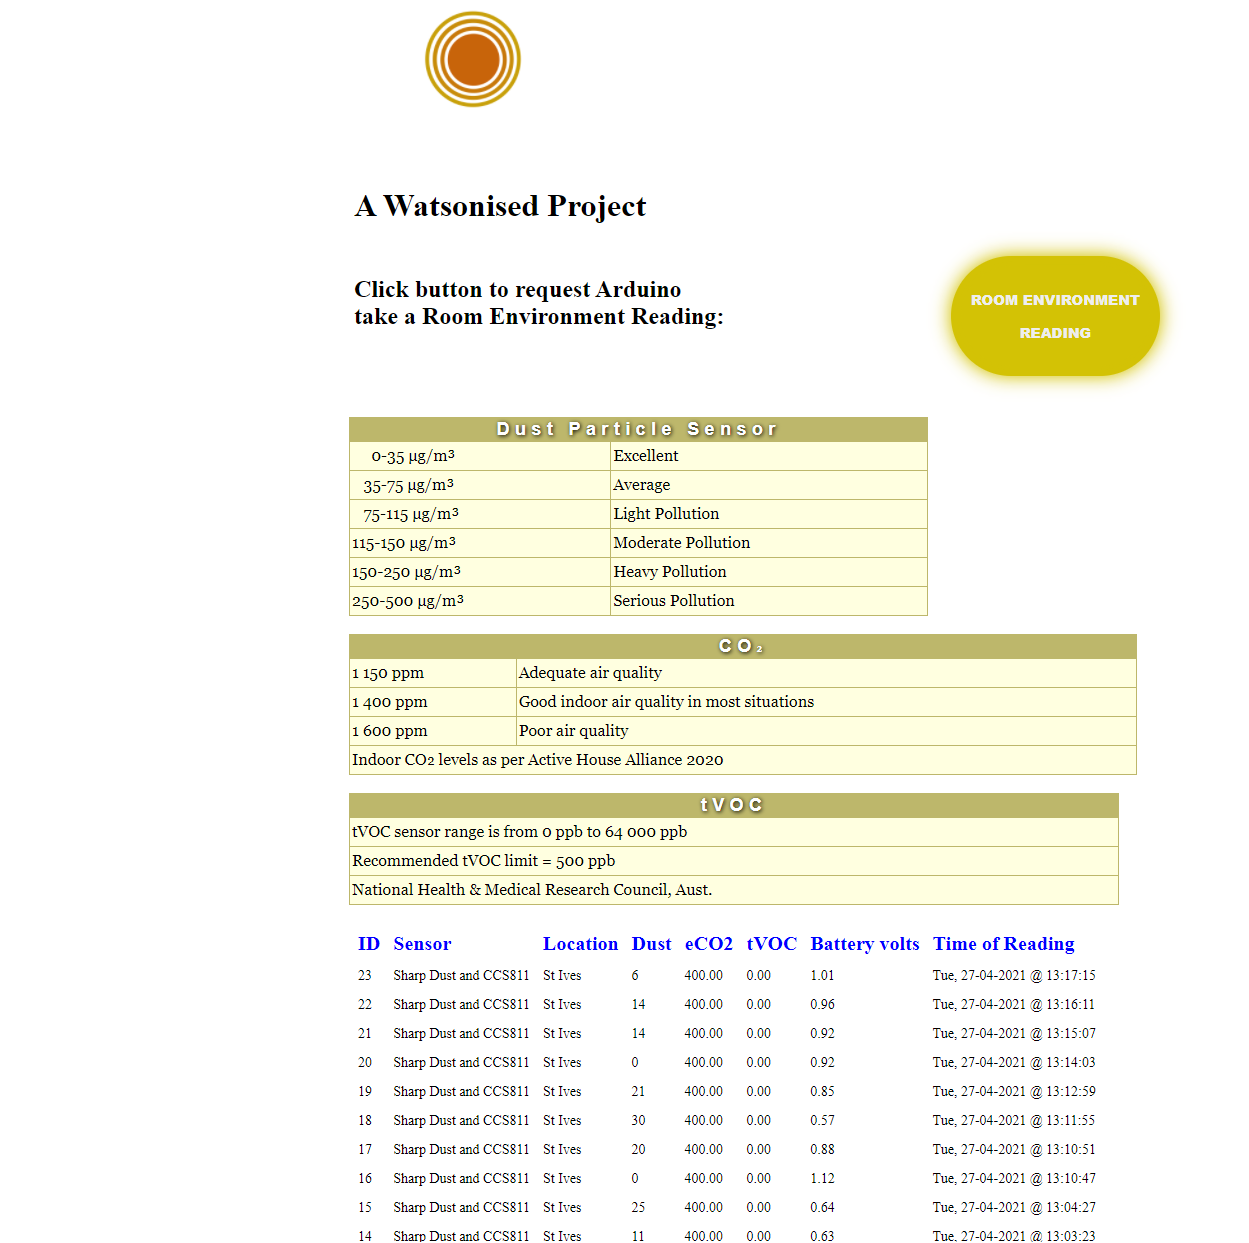 A Watsonised Project
Click button to request Arduino
take a Room Environment Reading:
ROOM ENVIRONMENT
READING
Dust Particle Sensor
0-35 µg/m³ Excellent
35-75 µg/m³ Average
75-115 µg/m³ Light Pollution
115-150 µg/m³ Moderate Pollution
150-250 µg/m³ Heavy Pollution
250-500 µg/m³ Serious Pollution
CO₂
1 150 ppm Adequate air quality
1 400 ppm Good indoor air quality in most situations
1 600 ppm Poor air quality
Indoor CO2 levels as per Active House Alliance 2020
tVOC
tVOC sensor range is from 0 ppb to 64 000 ppb
Recommended tVOC limit = 500 ppb
National Health & Medical Research Council, Aust.
ID Sensor Location Dust eCO2 tVOC Battery volts Time of Reading
23 Sharp Dust and CCS811 St Ives 6 400.00 0.00 1.01 Tue, 27-04-2021 @ 13:17:15
22 Sharp Dust and CCS811 St Ives 14 400.00 0.00 0.96 Tue, 27-04-2021 @ 13:16:11
21 Sharp Dust and CCS811 St Ives 14 400.00 0.00 0.92 Tue, 27-04-2021 @ 13:15:07
20 Sharp Dust and CCS811 St Ives 0 400.00 0.00 0.92 Tue, 27-04-2021 @ 13:14:03
19 Sharp Dust and CCS811 St Ives 21 400.00 0.00 0.85 Tue, 27-04-2021 @ 13:12:59
18 Sharp Dust and CCS811 St Ives 30 400.00 0.00 0.57 Tue, 27-04-2021 @ 13:11:55
17 Sharp Dust and CCS811 St Ives 20 400.00 0.00 0.88 Tue, 27-04-2021 @ 13:10:51
16 Sharp Dust and CCS811 St Ives 0 400.00 0.00 1.12 Tue, 27-04-2021 @ 13:10:47
15 Sharp Dust and CCS811 St Ives 25 400.00 0.00 0.64 Tue, 27-04-2021 @ 13:04:27
14 Sharp Dust and CCS811 St Ives 11 400.00 0.00 0.63 Tue, 27-04-2021 @ 13:03:23